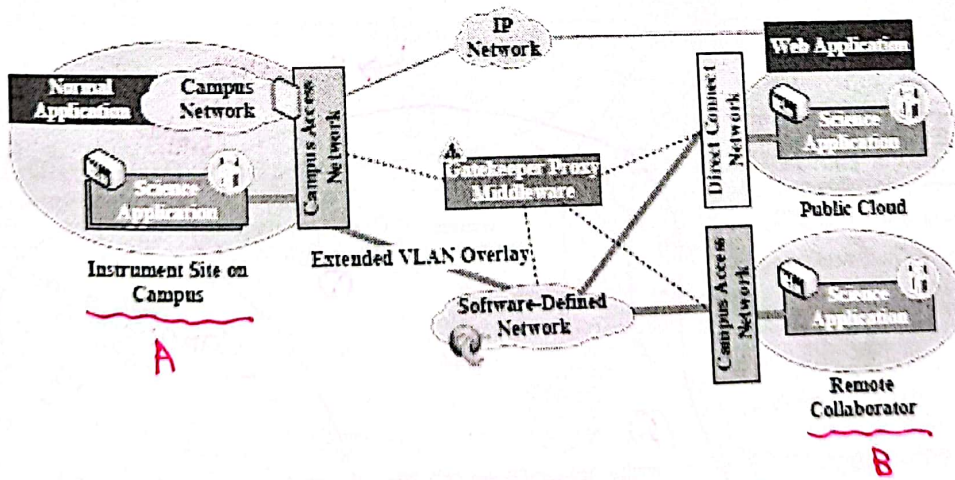 IP
Network
Web Application
Normal
Application
Campus
Network
Campus Access
Network
Science
Application
Instrument Site on
Campus
A
Gatekeeper Proxy
Middleware
Extended VLAN Overlay
Software-Defined
Network
Direct Connect
Network
Science
Application
Public Cloud
Campus Access
Network
Science
Application
Remote
Collaborator
B